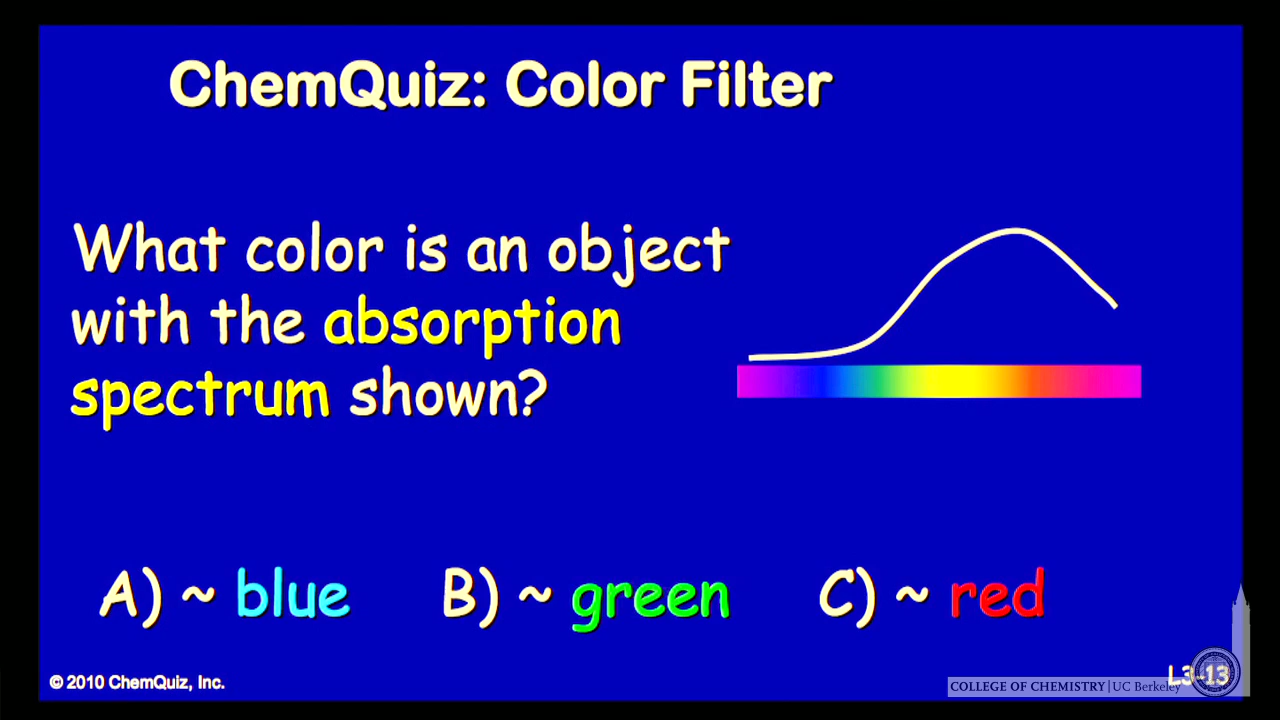 ChemQuiz: Color Filter
What color is an object
with the absorption
spectrum shown?
A) ~ blue B) ~ green C) ~ red
© 2010 ChemQuiz, Inc.
L3-13
COLLEGE OF CHEMISTRY | UC Berkeley